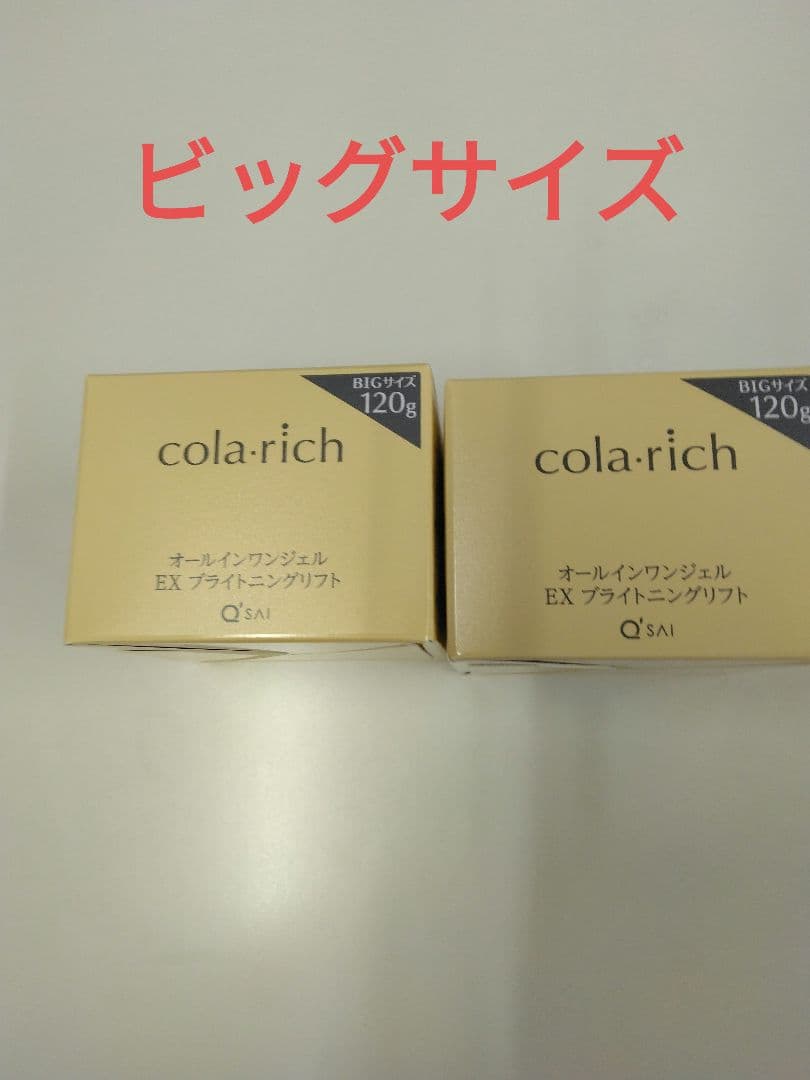 ビッグサイズ
BIGサイズ
120g
cola・rich
オールインワンジェル
EX ブライトニングリフト
Q'SAI
BIGサイズ
120g
cola・rich
オールインワンジェル
EX ブライトニングリフト
Q'SAI